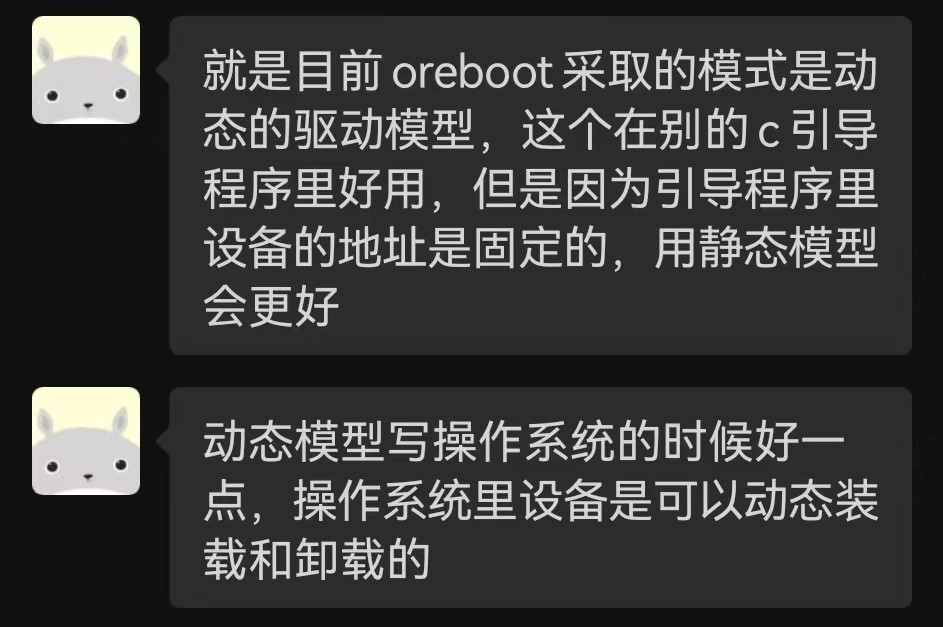 就是目前 oreboot 采取的模式是动
态的驱动模型，这个在别的 c 引导
程序里好用，但是因为引导程序里
设备的地址是固定的，用静态模型
会更好
动态模型写操作系统的时候好一
点，操作系统里设备是可以动态装
载和卸载的